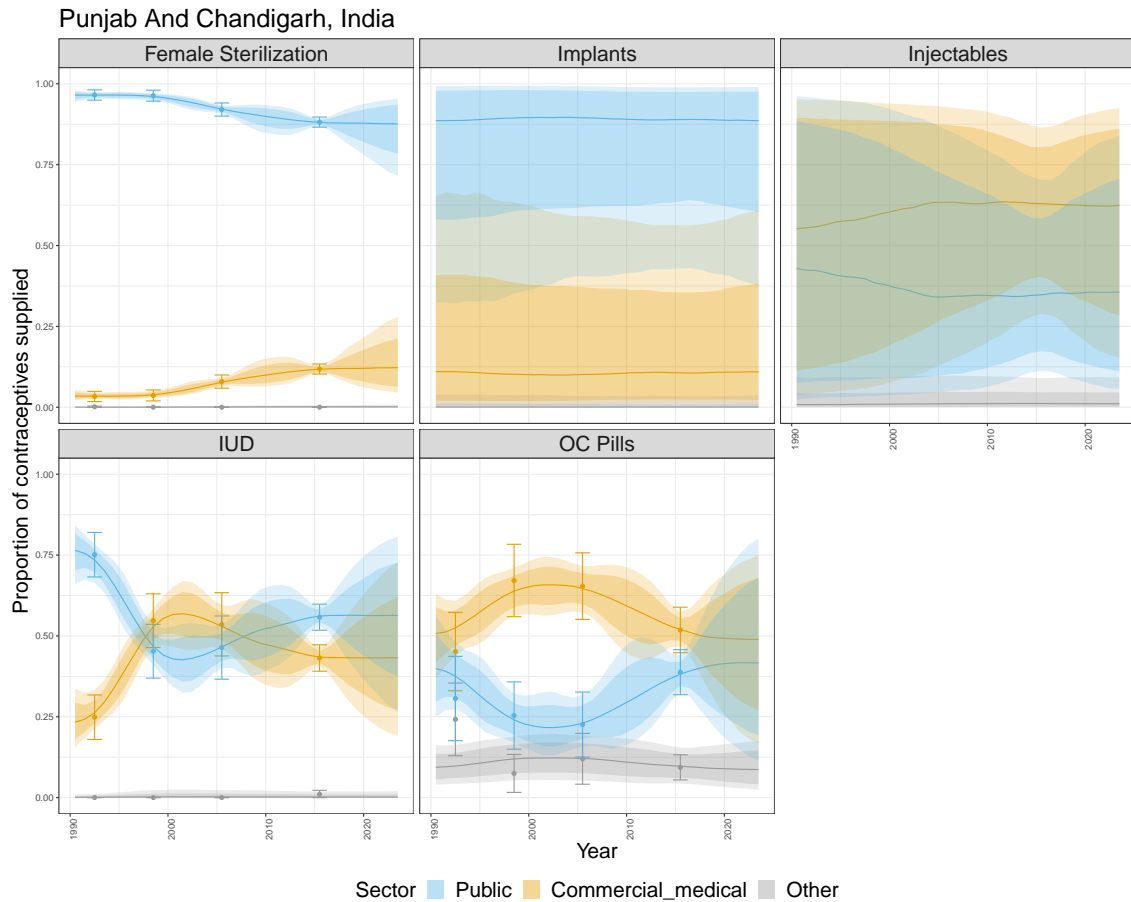 Punjab And Chandigarh, India
Female Sterilization Implants Injectables
1.00
0.75
0.50
0.25
0.00
1990 2000 2010 2020
IUD OC Pills
1.00
0.75
0.50
0.25
0.00
1990 2000 2010 2020 1990 2000 2010 2020
Proportion of contraceptives supplied
Year
Sector Public Commercial_medical Other